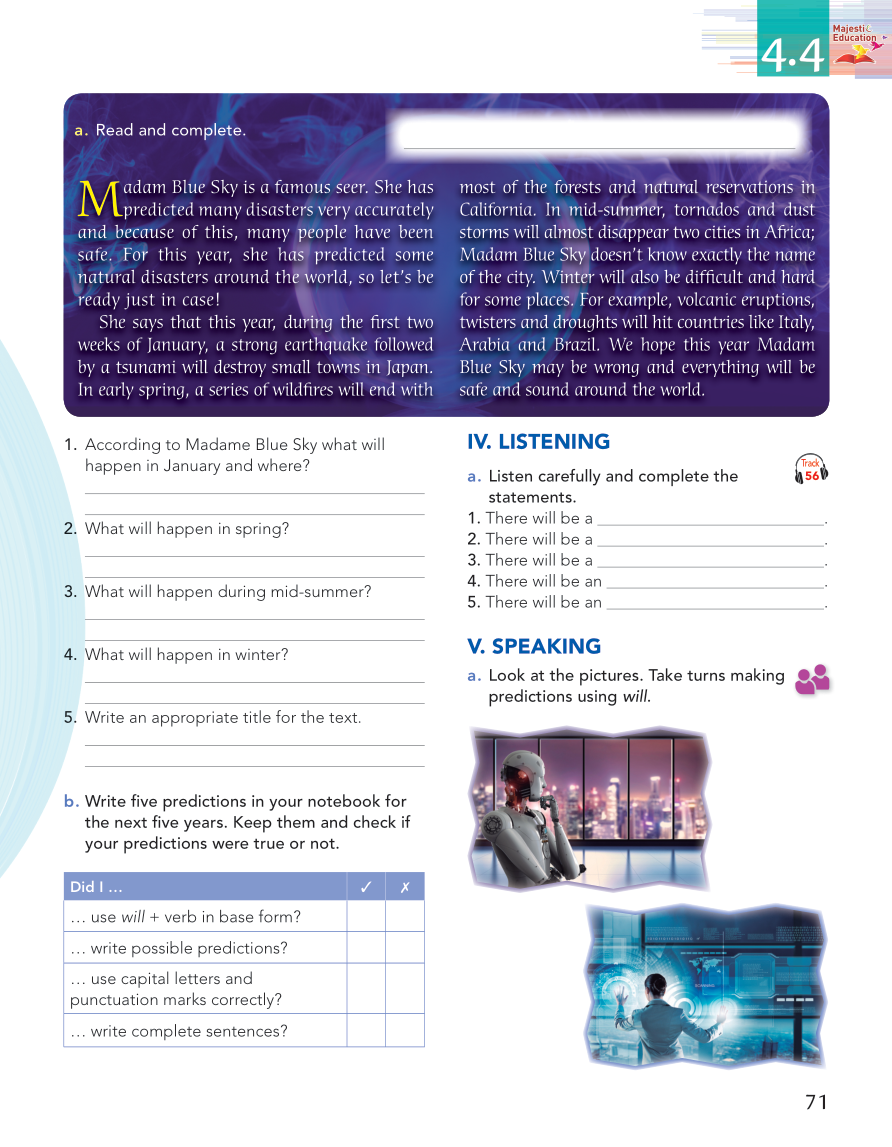 4.4
Majestic
Education
a. Read and complete.
Madam Blue Sky is a famous seer. She has
predicted many disasters very accurately
and because of this, many people have been
safe. For this year, she has predicted some
natural disasters around the world, so let's be
ready just in case!
She says that this year, during the first two
weeks of January, a strong earthquake followed
by a tsunami will destroy small towns in Japan.
In early spring, a series of wildfires will end with
most of the forests and natural reservations in
California. In mid-summer, tornados and dust
storms will almost disappear two cities in Africa;
Madam Blue Sky doesn't know exactly the name
of the city. Winter will also be difficult and hard
for some places. For example, volcanic eruptions,
twisters and droughts will hit countries like Italy,
Arabia and Brazil. We hope this year Madam
Blue Sky may be wrong and everything will be
safe and sound around the world.
1. According to Madame Blue Sky what will
happen in January and where?
2. What will happen in spring?
3. What will happen during mid-summer?
4. What will happen in winter?
5. Write an appropriate title for the text.
b. Write five predictions in your notebook for
the next five years. Keep them and check if
your predictions were true or not.
Did I … ✓ ✗
… use will + verb in base form?
… write possible predictions?
… use capital letters and
punctuation marks correctly?
… write complete sentences?
IV. LISTENING
a. Listen carefully and complete the
statements.
Track
56
1. There will be a ______.
2. There will be a ______.
3. There will be a ______.
4. There will be an ______.
5. There will be an ______.
V. SPEAKING
a. Look at the pictures. Take turns making
predictions using will.
71